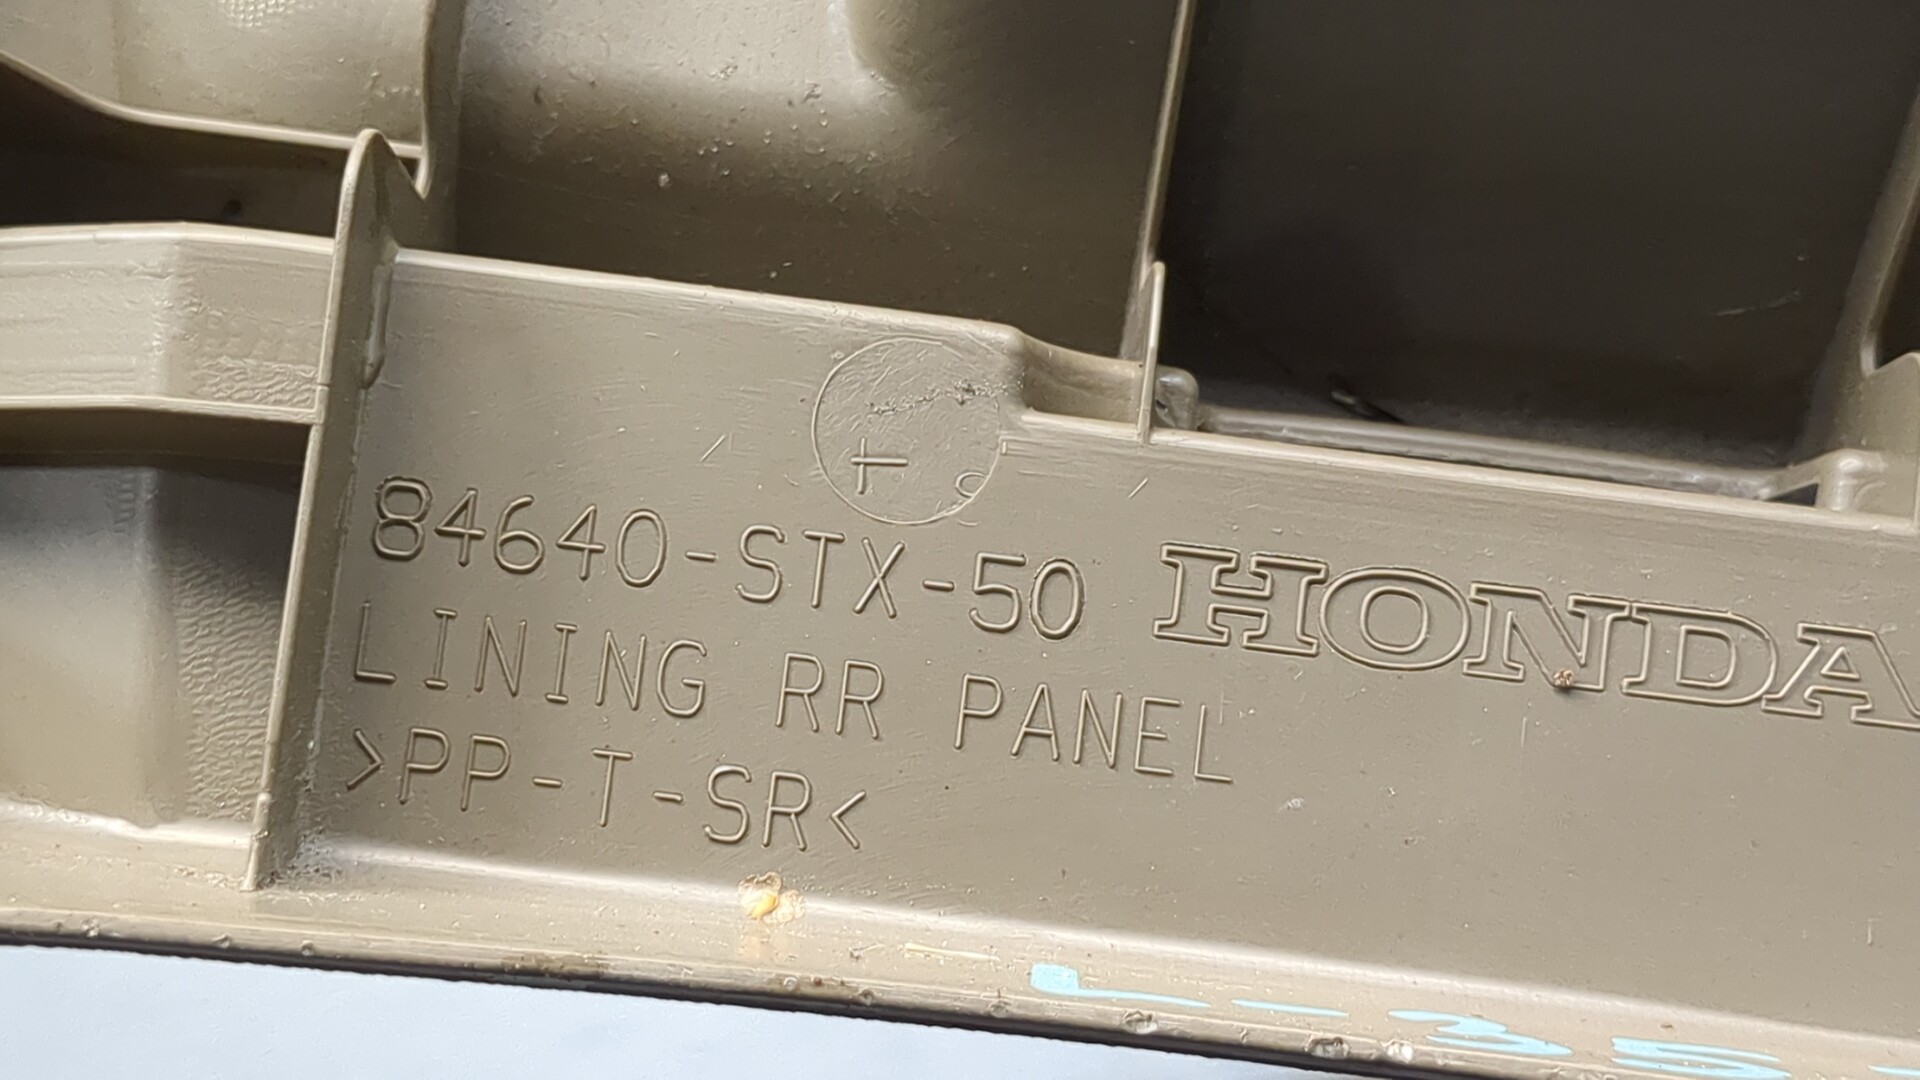 84640-STX-50 HONDA
LINING RR PANEL
>PP-T-SR<